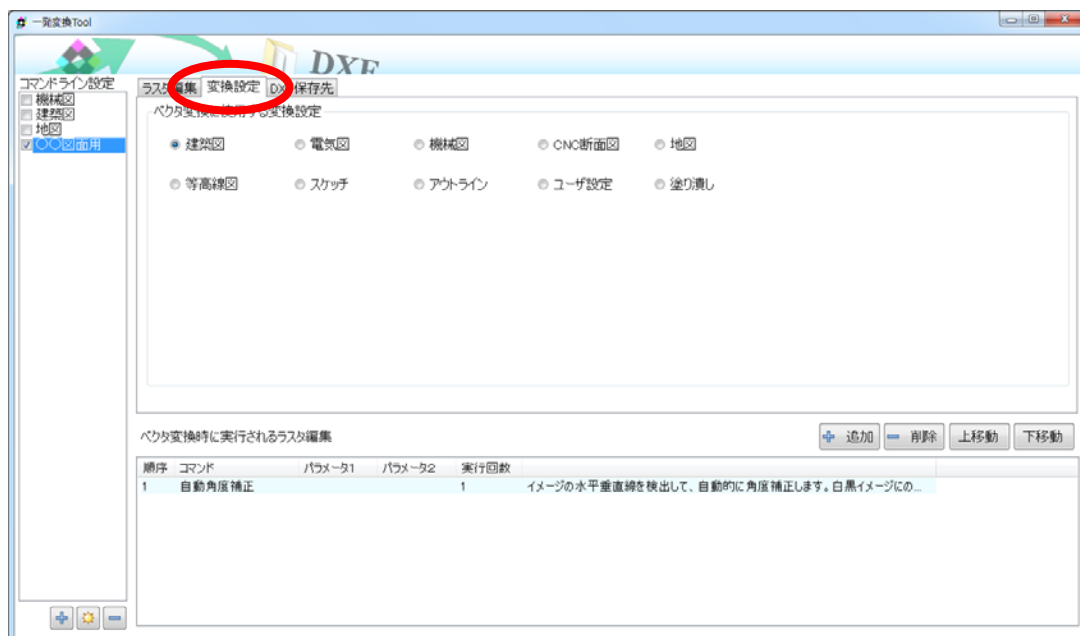 一発変換Tool
DXF
コマンドライン設定
機械図
建築図
地図
〇〇図面用
ラスタ編集 変換設定 DXF保存先
ベクタ変換に使用する変換設定
建築図 電気図 機械図 CNC断面図 地図
等高線図 スケッチ アウトライン ユーザ設定 塗り潰し
ベクタ変換時に実行されるラスタ編集
追加 削除 上移動 下移動
順序 コマンド パラメータ1 パラメータ2 実行回数
1 自動角度補正 1 イメージの水平垂直線を検出して、自動的に角度補正します。白黒イメージにの...